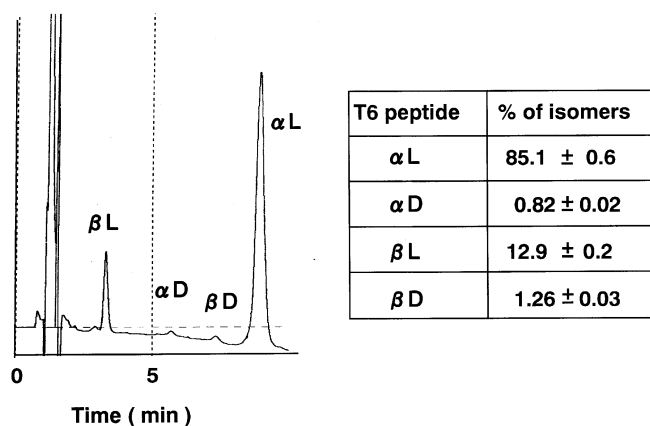 αL
βL
αD
βD
0
5
Time ( min )
T6 peptide % of isomers
αL 85.1 ± 0.6
αD 0.82 ± 0.02
βL 12.9 ± 0.2
βD 1.26 ± 0.03